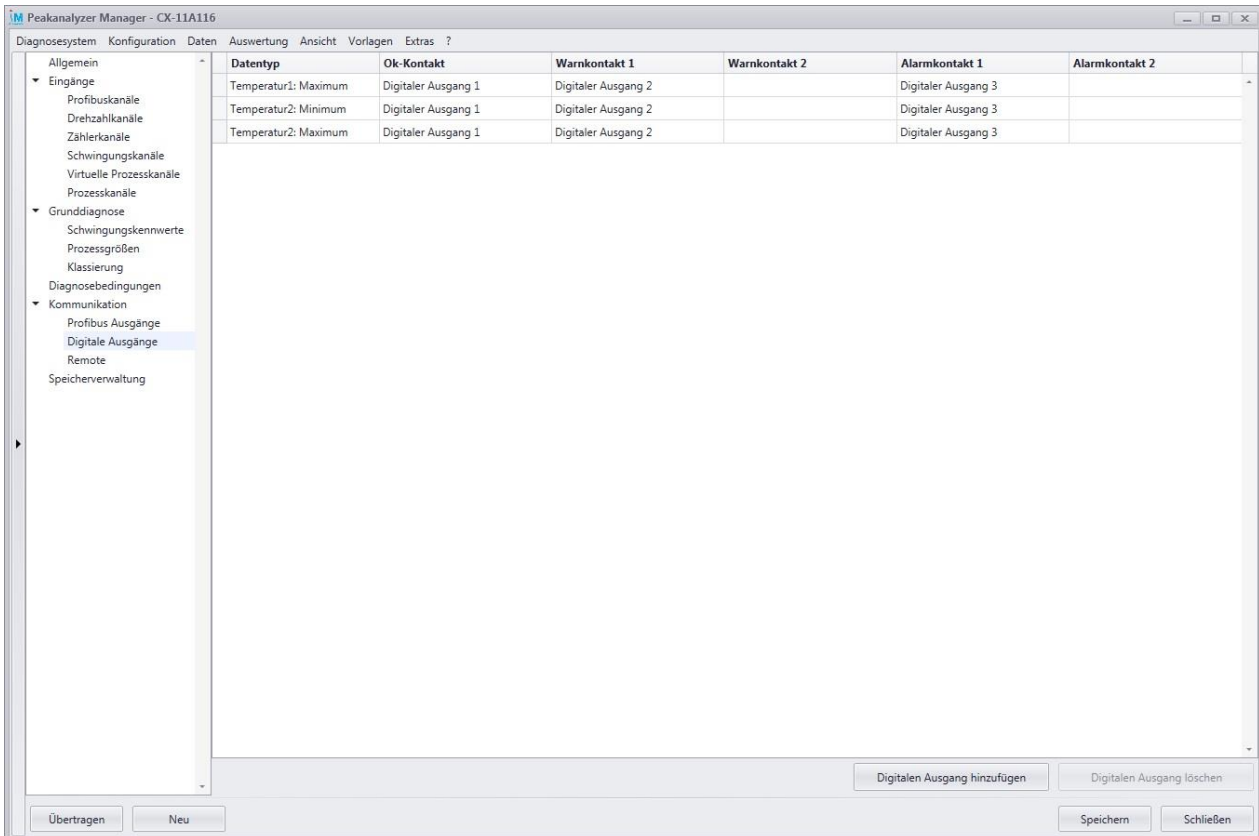 Peakanalyzer Manager - CX-11A116
Diagnosesystem Konfiguration Daten Auswertung Ansicht Vorlagen Extras ?
Allgemein
Eingänge
Profibuskanäle
Drehzahlkanäle
Zählerkanäle
Schwingungskanäle
Virtuelle Prozesskanäle
Prozesskanäle
Grunddiagnose
Schwingungskennwerte
Prozessgrößen
Klassierung
Diagnosebedingungen
Kommunikation
Profibus Ausgänge
Digitale Ausgänge
Remote
Speicherverwaltung
Datentyp Ok-Kontakt Warnkontakt 1 Warnkontakt 2 Alarmkontakt 1 Alarmkontakt 2
Temperatur1: Maximum Digitaler Ausgang 1 Digitaler Ausgang 2 Digitaler Ausgang 3
Temperatur2: Minimum Digitaler Ausgang 1 Digitaler Ausgang 2 Digitaler Ausgang 3
Temperatur2: Maximum Digitaler Ausgang 1 Digitaler Ausgang 2 Digitaler Ausgang 3
Digitalen Ausgang hinzufügen Digitalen Ausgang löschen
Übertragen Neu Speichern Schließen